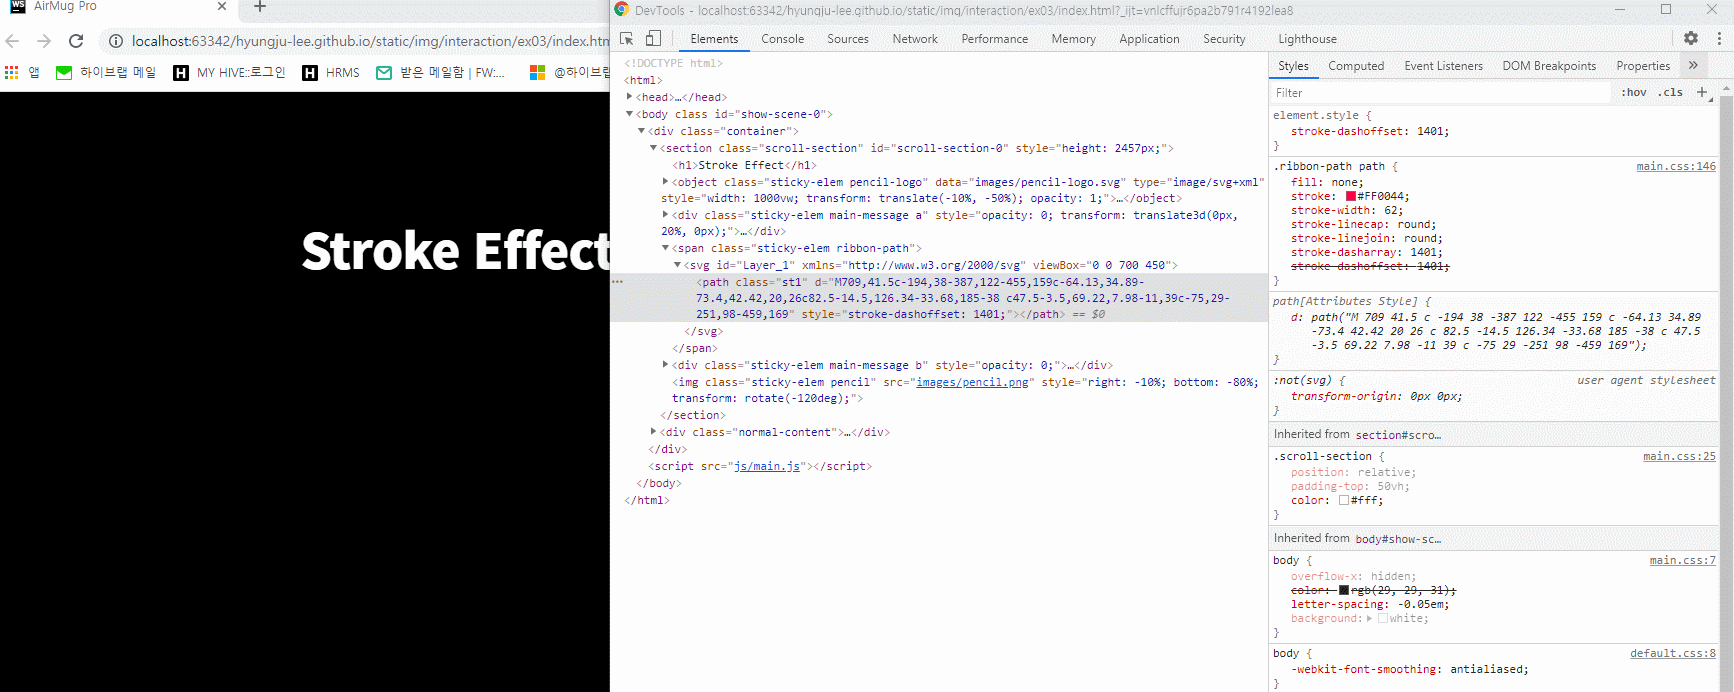 AirMug Pro
localhost:63342/hyungju-lee.github.io/static/img/interaction/ex03/index.htm
앱
하이브랩 메일
MY HIVE::로그인
HRMS
받은 메일함 | FW:...
@하이브랩
Stroke Effect
DevTools - localhost:63342/hyungju-lee.github.io/static/img/interaction/ex03/index.html?_ijt=vnlcffujr6pa2b791r4192lea8
Elements Console Sources Network Performance Memory Application Security Lighthouse
<!DOCTYPE html>
<html>
<head>…</head>
<body class id="show-scene-0">
<div class="container">
<section class="scroll-section" id="scroll-section-0" style="height: 2457px;">
<h1>Stroke Effect</h1>
<object class="sticky-elem pencil-logo" data="images/pencil-logo.svg" type="image/svg+xml"
style="width: 1000vw; transform: translate(-10%, -50%); opacity: 1;">…</object>
<div class="sticky-elem main-message a" style="opacity: 0; transform: translate3d(0px,
20%, 0px);">…</div>
<span class="sticky-elem ribbon-path">
<svg id="Layer_1" xmlns="http://www.w3.org/2000/svg" viewBox="0 0 700 450">
<path class="st1" d="M709,41.5c-194,38-387,122-455,159c-64.13,34.89-
73.4,42.42,20,26c82.5-14.5,126.34-33.68,185-38 c47.5-3.5,69.22,7.98-11,39c-75,29-
251,98-459,169" style="stroke-dashoffset: 1401;"></path> == $0
</svg>
</span>
<div class="sticky-elem main-message b" style="opacity: 0;">…</div>
<img class="sticky-elem pencil" src="images/pencil.png" style="right: -10%; bottom: -80%;
transform: rotate(-120deg);">
</section>
<div class="normal-content">…</div>
</div>
<script src="js/main.js"></script>
</body>
</html>
Styles Computed Event Listeners DOM Breakpoints Properties »
Filter :hov .cls +
element.style {
stroke-dashoffset: 1401;
}
.ribbon-path path { main.css:146
fill: none;
stroke: #FF0044;
stroke-width: 62;
stroke-linecap: round;
stroke-linejoin: round;
stroke-dasharray: 1401;
stroke-dashoffset: 1401;
}
path[Attributes Style] {
d: path("M 709 41.5 c -194 38 -387 122 -455 159 c -64.13 34.89
-73.4 42.42 20 26 c 82.5 -14.5 126.34 -33.68 185 -38 c 47.5
-3.5 69.22 7.98 -11 39 c -75 29 -251 98 -459 169");
}
:not(svg) { user agent stylesheet
transform-origin: 0px 0px;
}
Inherited from section#scro…
.scroll-section { main.css:25
position: relative;
padding-top: 50vh;
color: #fff;
}
Inherited from body#show-sc…
body { main.css:7
overflow-x: hidden;
color: rgb(29, 29, 31);
letter-spacing: -0.05em;
background: white;
}
body { default.css:8
-webkit-font-smoothing: antialiased;
}